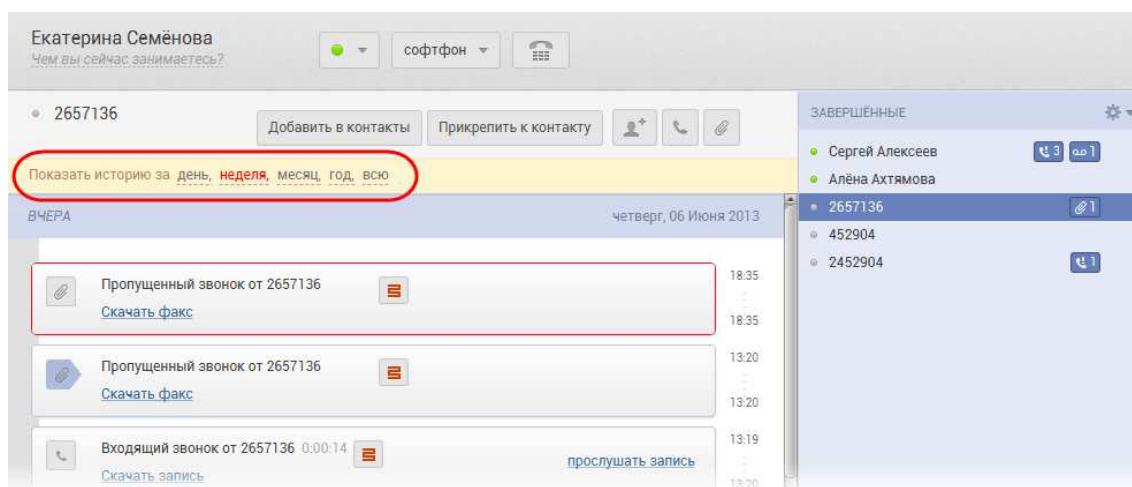 Екатерина Семёнова
Чем вы сейчас занимаетесь?
софтфон
2657136
Добавить в контакты
Прикрепить к контакту
Показать историю за день, неделя, месяц, год, всю
ВЧЕРА
четверг, 06 Июня 2013
Пропущенный звонок от 2657136
Скачать факс
18:35
18:35
Пропущенный звонок от 2657136
Скачать факс
13:20
13:20
Входящий звонок от 2657136 0:00:14
Скачать запись
прослушать запись
13:19
13:20
ЗАВЕРШЁННЫЕ
Сергей Алексеев 3 1
Алёна Ахтямова
2657136 1
452904
2452904 1